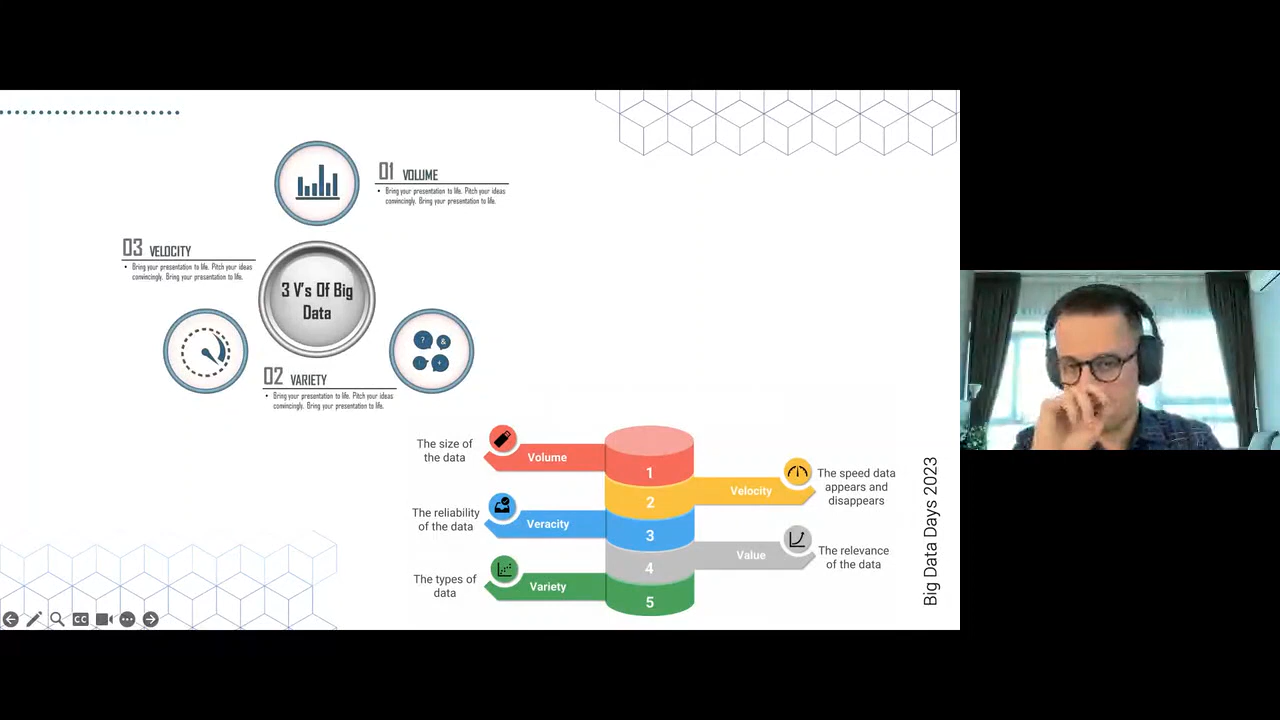 01 VOLUME
• Bring your presentation to life. Pitch your ideas
convincingly. Bring your presentation to life.
03 VELOCITY
• Bring your presentation to life. Pitch your ideas
convincingly. Bring your presentation to life.
3 V's Of Big
Data
? &
! +
02 VARIETY
• Bring your presentation to life. Pitch your ideas
convincingly. Bring your presentation to life.
The size of
the data
Volume
1
2
Velocity
The speed data
appears and
disappears
The reliability
of the data
Veracity
3
4
Value
The relevance
of the data
The types of
data
Variety
5
Big Data Days 2023
CC